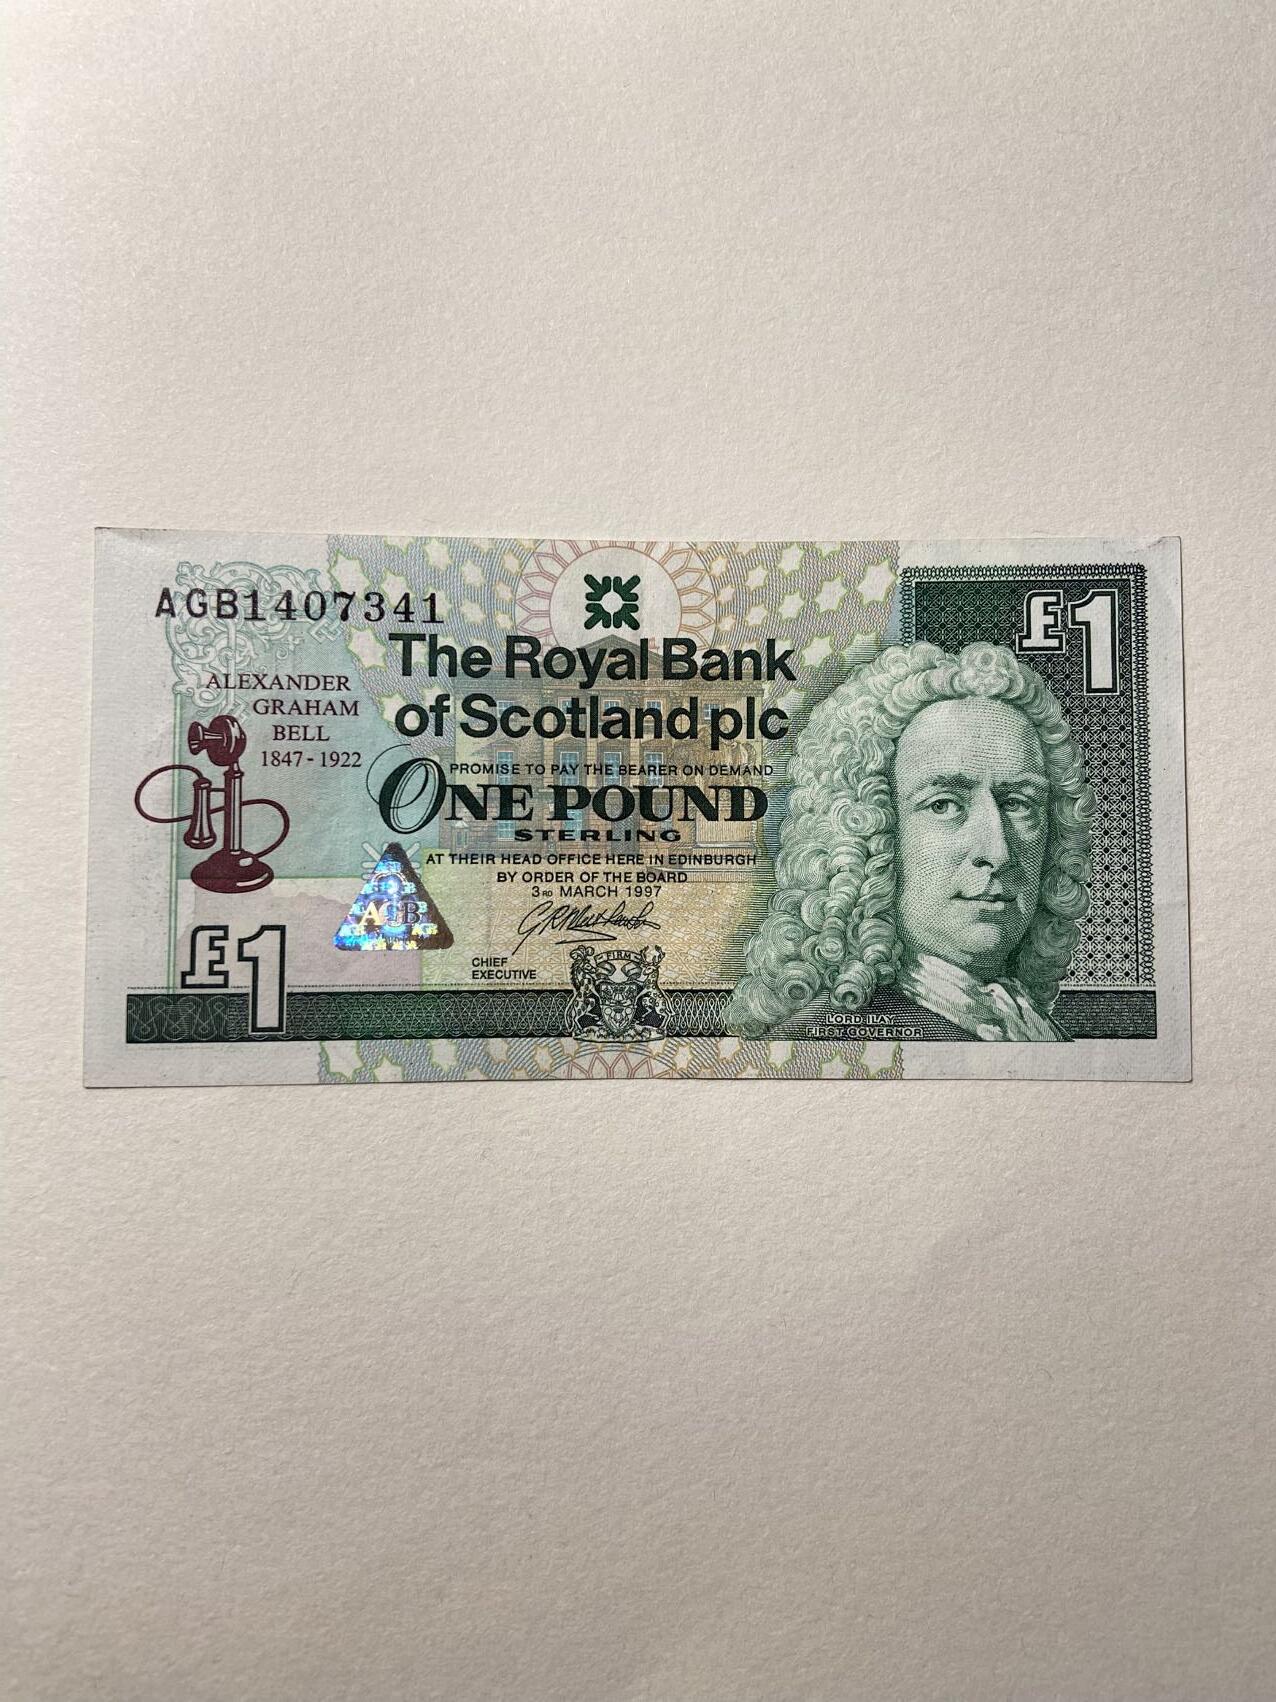 AGB1407341
ALEXANDER
GRAHAM
BELL
1847-1922
The Royal Bank
of Scotland plc
PROMISE TO PAY THE BEARER ON DEMAND
ONE POUND
STERLING
AT THEIR HEAD OFFICE HERE IN EDINBURGH
BY ORDER OF THE BOARD
3RD MARCH 1997
CHIEF
EXECUTIVE
AGB
FIRM
£1
£1
LORD ILAY
FIRST GOVERNOR